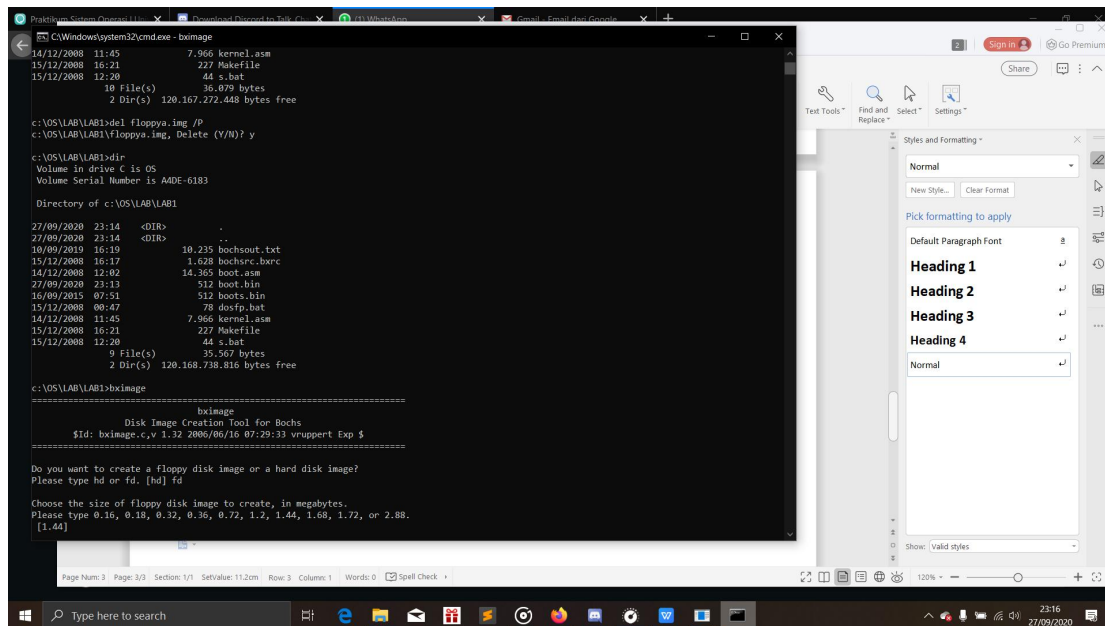 Praktikum Sistem Operasi | Un
Download Discord to Talk, Cha
(1) WhatsApp
Gmail - Email dari Google
C:\Windows\system32\cmd.exe - bximage
14/12/2008  11:45             7.966 kernel.asm
15/12/2008  16:21               227 Makefile
15/12/2008  12:20                44 s.bat
10 File(s)         36.079 bytes
2 Dir(s)  120.167.272.448 bytes free
c:\OS\LAB\LAB1>del floppya.img /P
c:\OS\LAB\LAB1\floppya.img, Delete (Y/N)? y
c:\OS\LAB\LAB1>dir
Volume in drive C is OS
Volume Serial Number is A4DE-6183
Directory of c:\OS\LAB\LAB1
27/09/2020  23:14    <DIR>          .
27/09/2020  23:14    <DIR>          ..
10/09/2019  16:19            10.235 bochsout.txt
15/12/2008  16:17             1.628 bochsrc.bxrc
14/12/2008  12:02            14.365 boot.asm
27/09/2020  23:13               512 boot.bin
16/09/2015  07:51               512 boots.bin
15/12/2008  00:47                78 dosfp.bat
14/12/2008  11:45             7.966 kernel.asm
15/12/2008  16:21               227 Makefile
15/12/2008  12:20                44 s.bat
9 File(s)         35.567 bytes
2 Dir(s)  120.168.738.816 bytes free
c:\OS\LAB\LAB1>bximage
========================================================================
bximage
Disk Image Creation Tool for Bochs
$Id: bximage.c,v 1.32 2006/06/16 07:29:33 vruppert Exp $
========================================================================
Do you want to create a floppy disk image or a hard disk image?
Please type hd or fd. [hd] fd
Choose the size of floppy disk image to create, in megabytes.
Please type 0.16, 0.18, 0.32, 0.36, 0.72, 1.2, 1.44, 1.68, 1.72, or 2.88.
[1.44]
2
Sign in
Go Premium
Share
Text Tools
Find and Replace
Select
Settings
Styles and Formatting
Normal
New Style...
Clear Format
Pick formatting to apply
Default Paragraph Font
a
Heading 1
Heading 2
Heading 3
Heading 4
Normal
Show: Valid styles
Page Num: 3  Page: 3/3  Section: 1/1  SetValue: 11.2cm  Row: 3  Column: 1  Words: 0  Spell Check
120%
Type here to search
23:16
27/09/2020